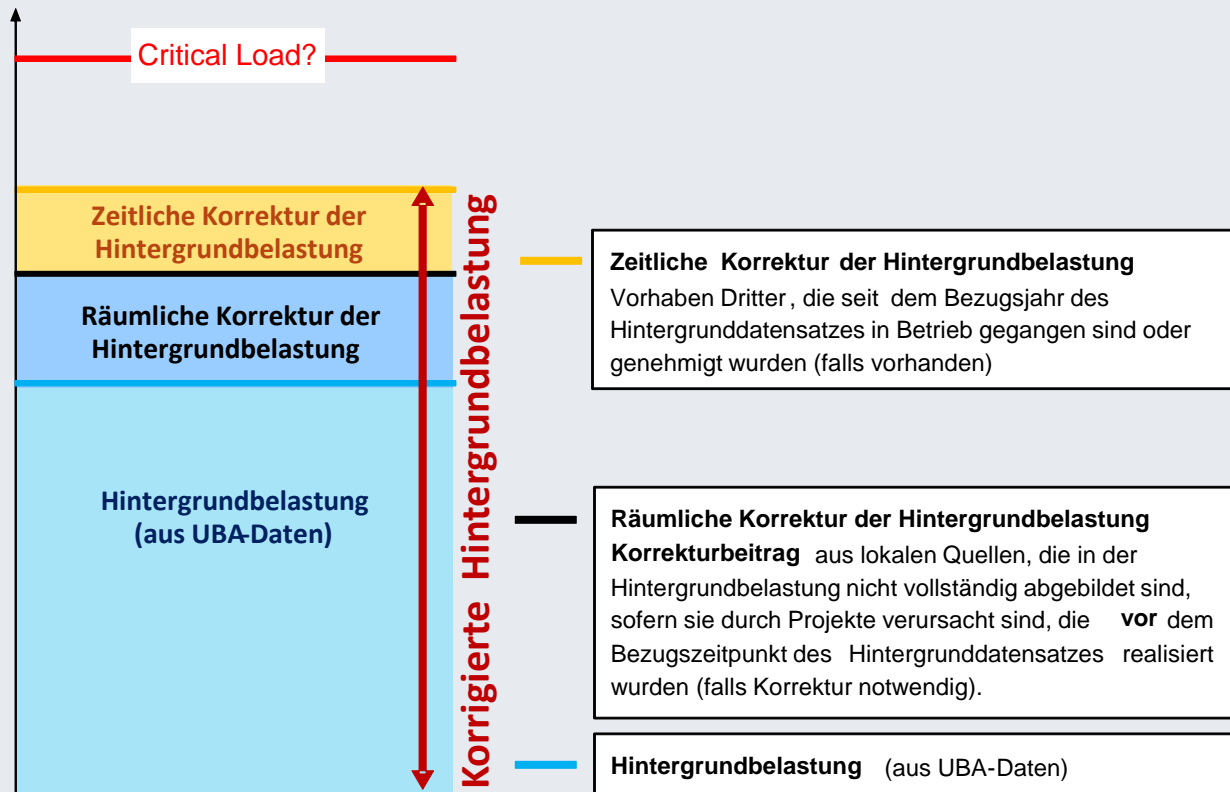 Critical Load?
Zeitliche Korrektur der
Hintergrundbelastung
Räumliche Korrektur der
Hintergrundbelastung
Hintergrundbelastung
(aus UBA-Daten)
Korrigierte Hintergrundbelastung
Zeitliche Korrektur der Hintergrundbelastung
Vorhaben Dritter, die seit dem Bezugsjahr des
Hintergrunddatensatzes in Betrieb gegangen sind oder
genehmigt wurden (falls vorhanden)
Räumliche Korrektur der Hintergrundbelastung
Korrekturbeitrag aus lokalen Quellen, die in der
Hintergrundbelastung nicht vollständig abgebildet sind,
sofern sie durch Projekte verursacht sind, die vor dem
Bezugszeitpunkt des Hintergrunddatensatzes realisiert
wurden (falls Korrektur notwendig).
Hintergrundbelastung (aus UBA-Daten)